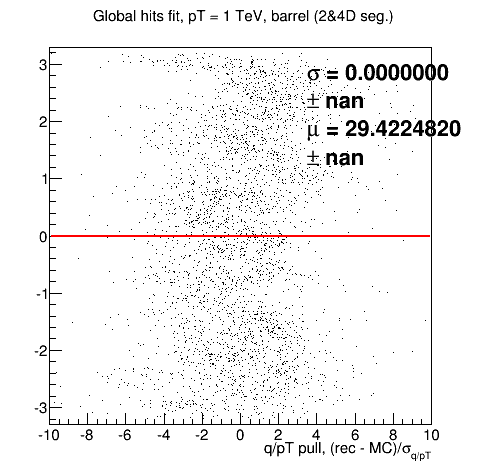 Global hits fit, pT = 1 TeV, barrel (2&4D seg.)
σ = 0.0000000
± nan
μ = 29.4224820
± nan
3
2
1
0
-1
-2
-3
-10 -8 -6 -4 -2 0 2 4 6 8 10
q/pT pull, (rec - MC)/σq/pT